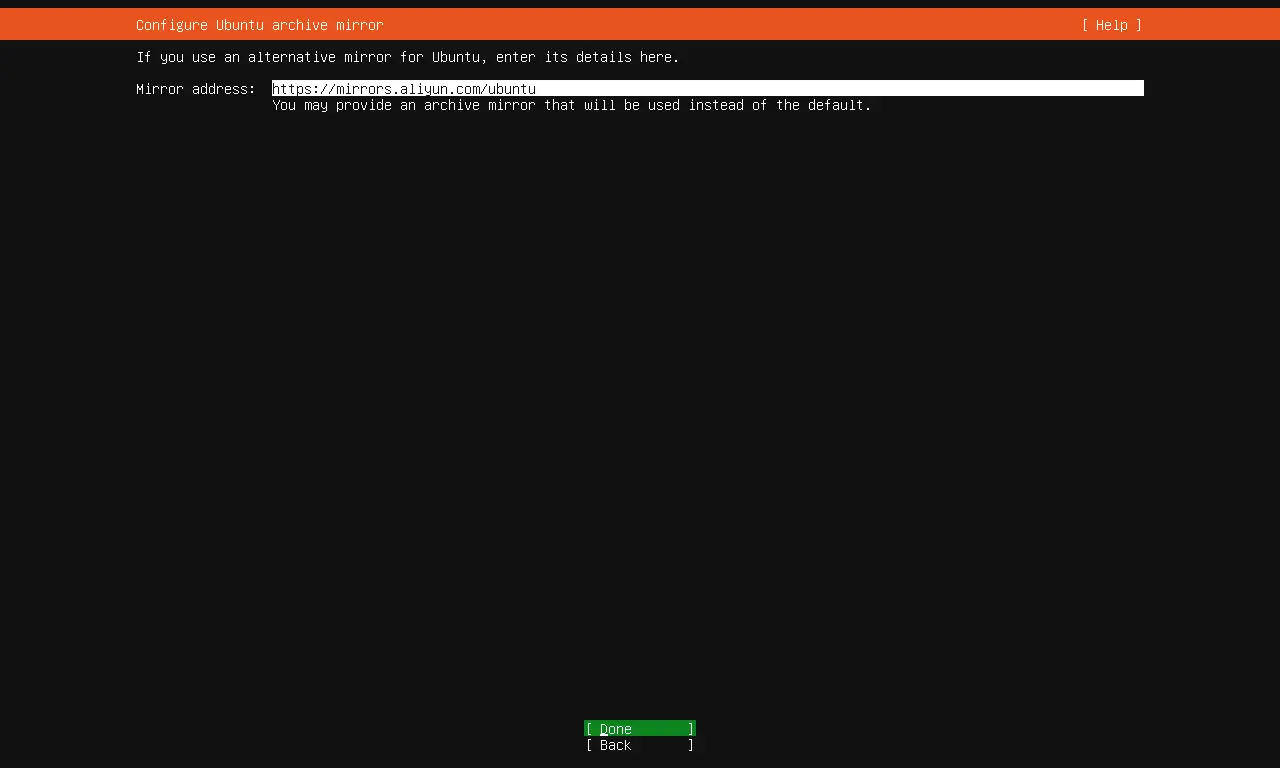 Configure Ubuntu archive mirror [ Help ]
If you use an alternative mirror for Ubuntu, enter its details here.
Mirror address: https://mirrors.aliyun.com/ubuntu
You may provide an archive mirror that will be used instead of the default.
[ Done ]
[ Back ]